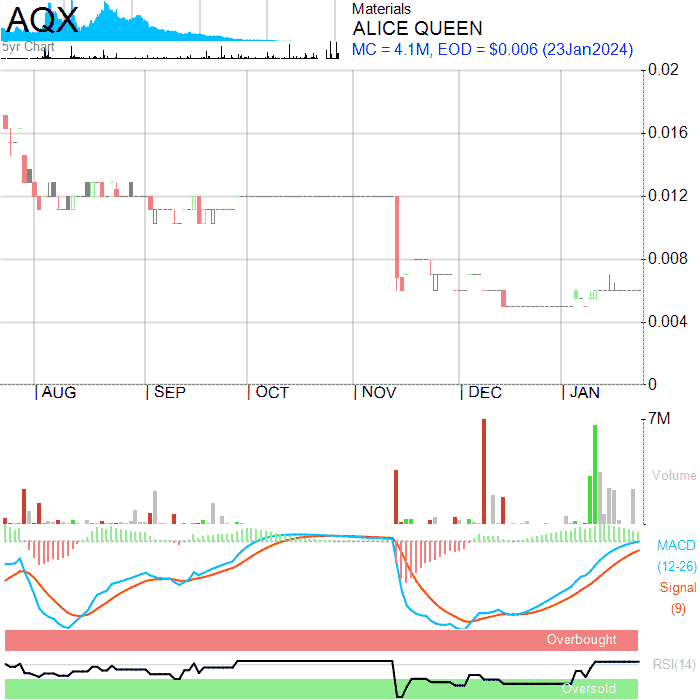 AQX
5yr Chart
Materials
ALICE QUEEN
MC = 4.1M, EOD = $0.006 (23Jan2024)
0.02
0.016
0.012
0.008
0.004
0
AUG SEP OCT NOV DEC JAN
7M
Volume
MACD
(12-26)
Signal
(9)
Overbought
RSI(14)
Oversold